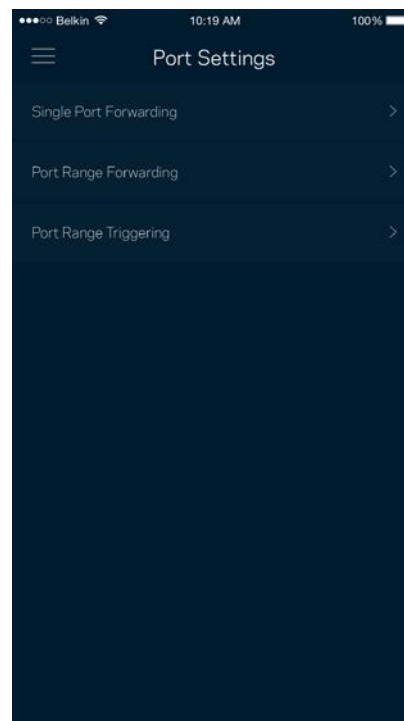 Belkin 10:19 AM 100%
Port Settings
Single Port Forwarding
Port Range Forwarding
Port Range Triggering